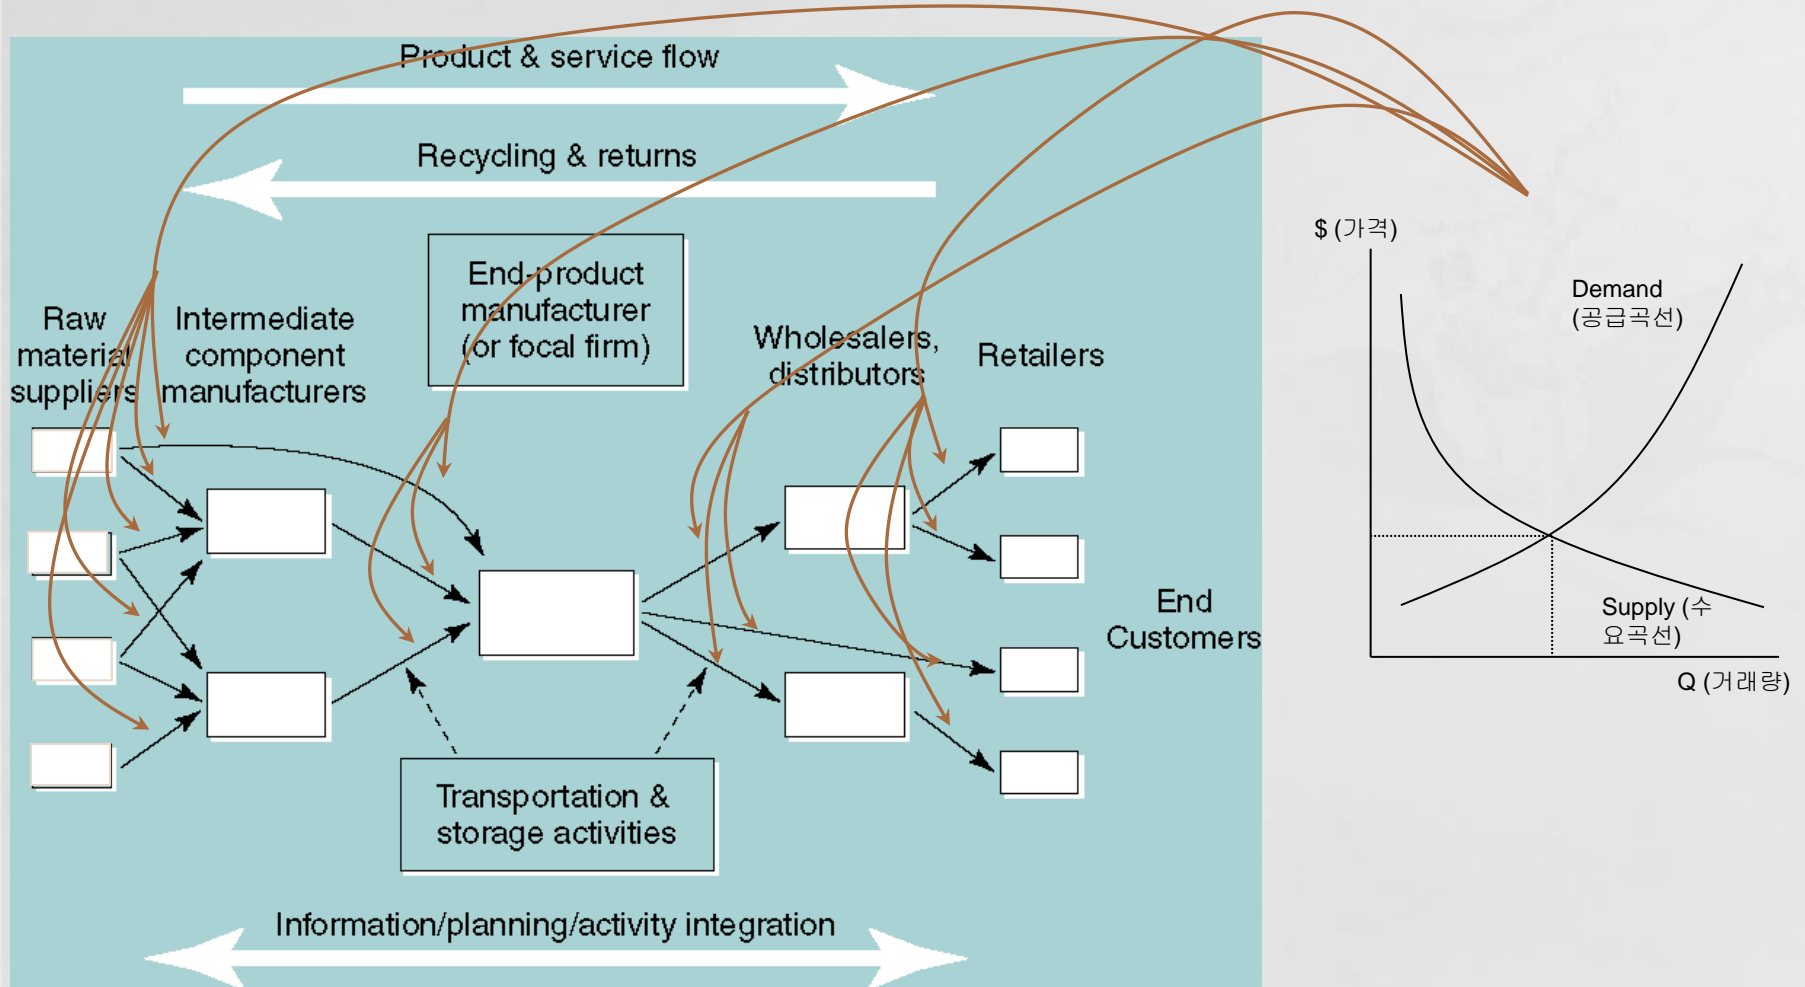 Product & service flow
Recycling & returns
End-product
manufacturer
(or focal firm)
Raw
material
suppliers
Intermediate
component
manufacturers
Wholesalers,
distributors
Retailers
End
Customers
Transportation &
storage activities
Information/planning/activity integration
$ (가격)
Demand
(공급곡선)
Supply (수
요곡선)
Q (거래량)